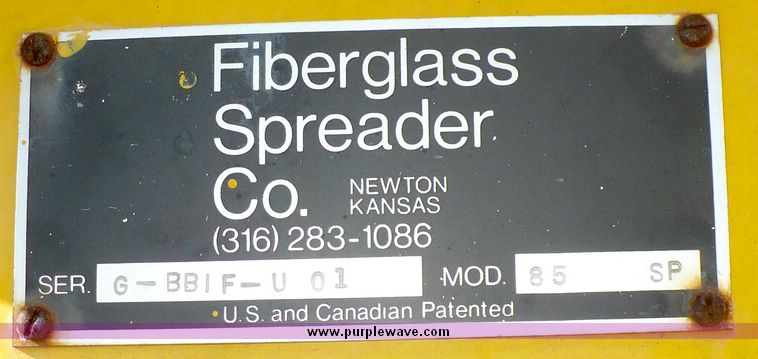 Fiberglass
Spreader
Co. NEWTON
KANSAS
(316) 283-1086
SER. G-BBIF-U 01 MOD. 85 SP
U.S. and Canadian Patented
www.purplewave.com